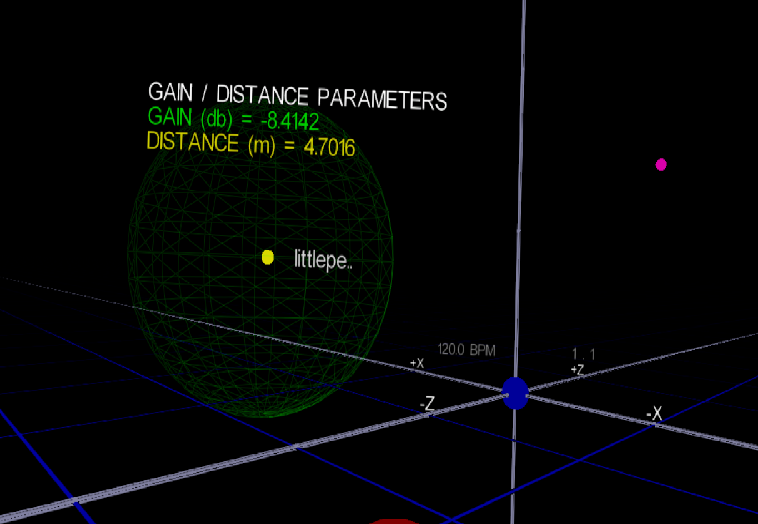 GAIN / DISTANCE PARAMETERS
GAIN (db) = -8.4142
DISTANCE (m) = 4.7016
littlepe..
120.0 BPM
1 . 1
+X
+Z
-Z
-X